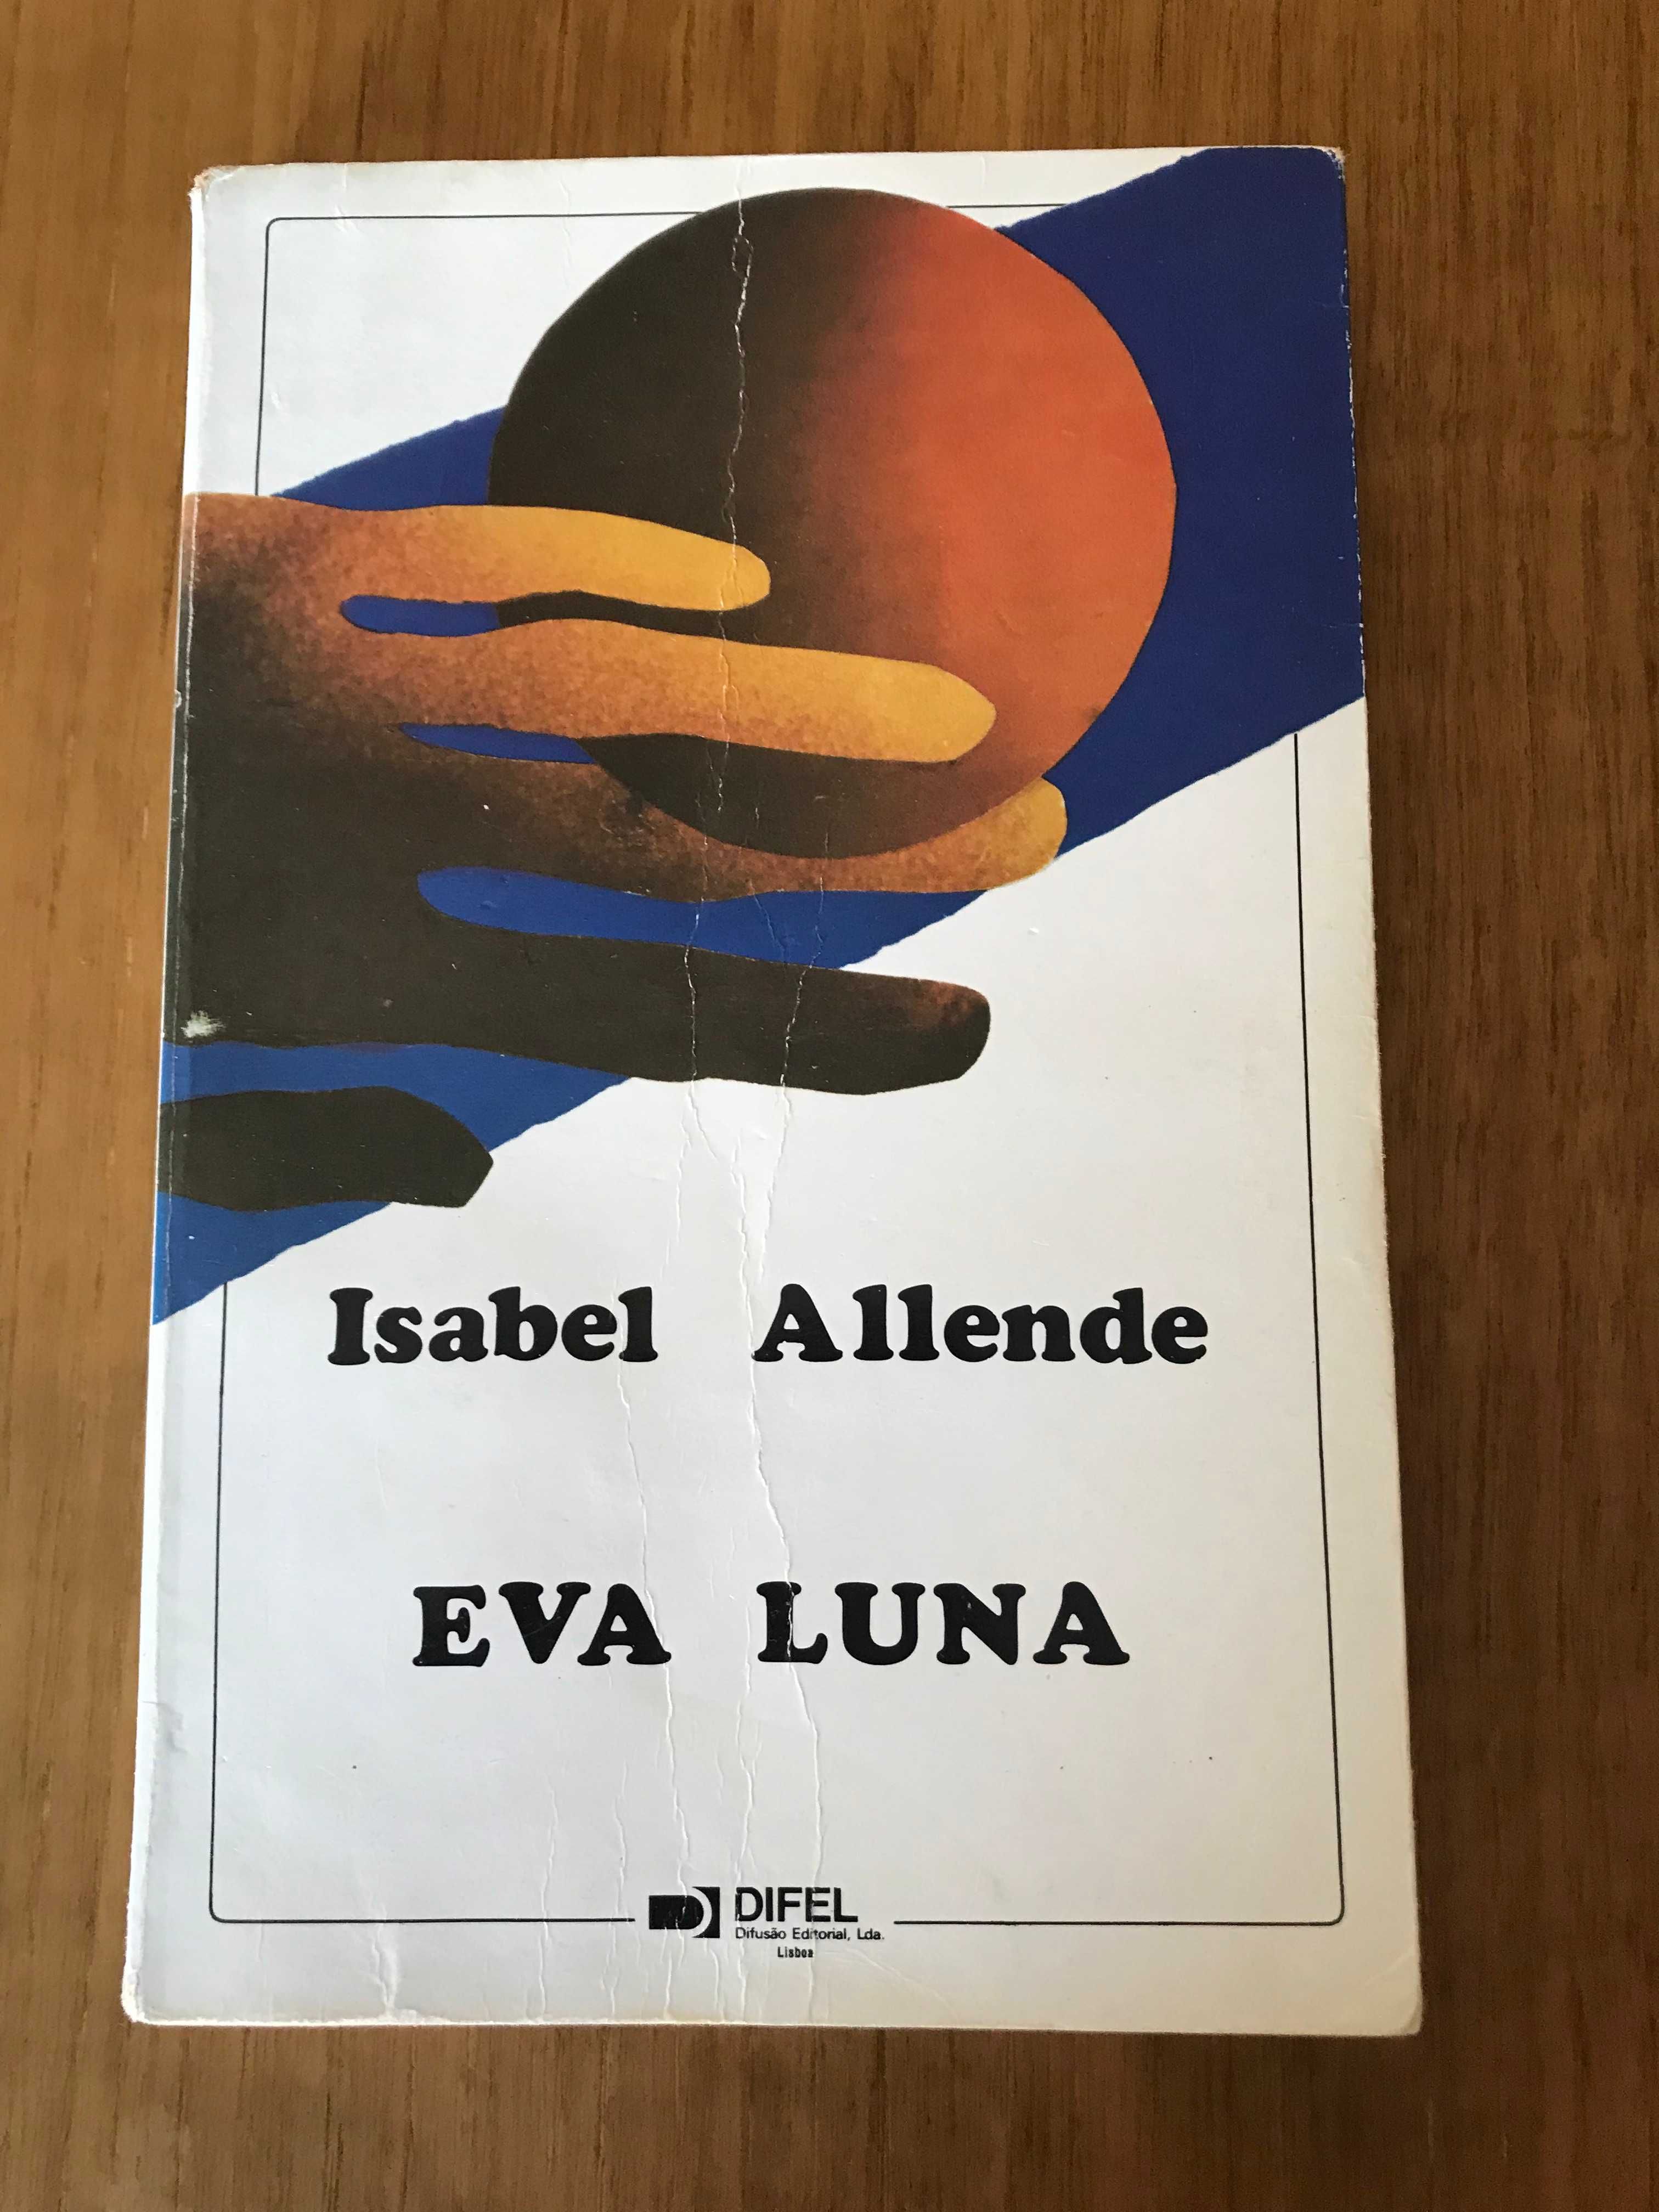 Isabel Allende
EVA LUNA
DIFEL
Difusão Editorial, Lda.
Lisboa